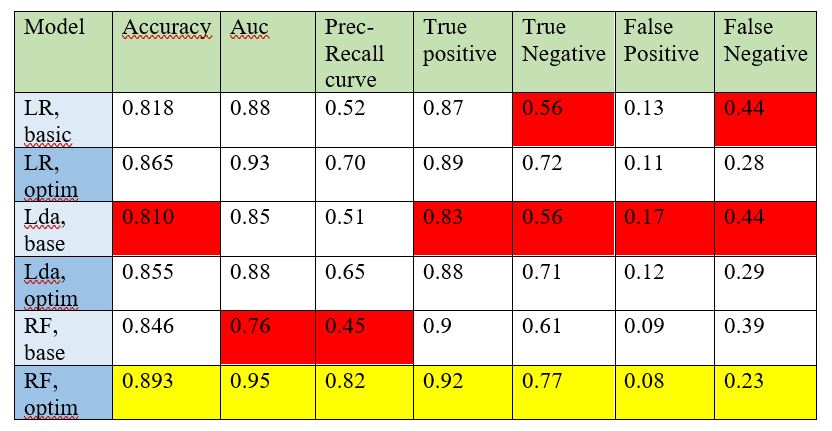 Model Accuracy Auc Prec-Recall curve True positive True Negative False Positive False Negative
LR, basic 0.818 0.88 0.52 0.87 0.56 0.13 0.44
LR, optim 0.865 0.93 0.70 0.89 0.72 0.11 0.28
Lda, base 0.810 0.85 0.51 0.83 0.56 0.17 0.44
Lda, optim 0.855 0.88 0.65 0.88 0.71 0.12 0.29
RF, base 0.846 0.76 0.45 0.9 0.61 0.09 0.39
RF, optim 0.893 0.95 0.82 0.92 0.77 0.08 0.23